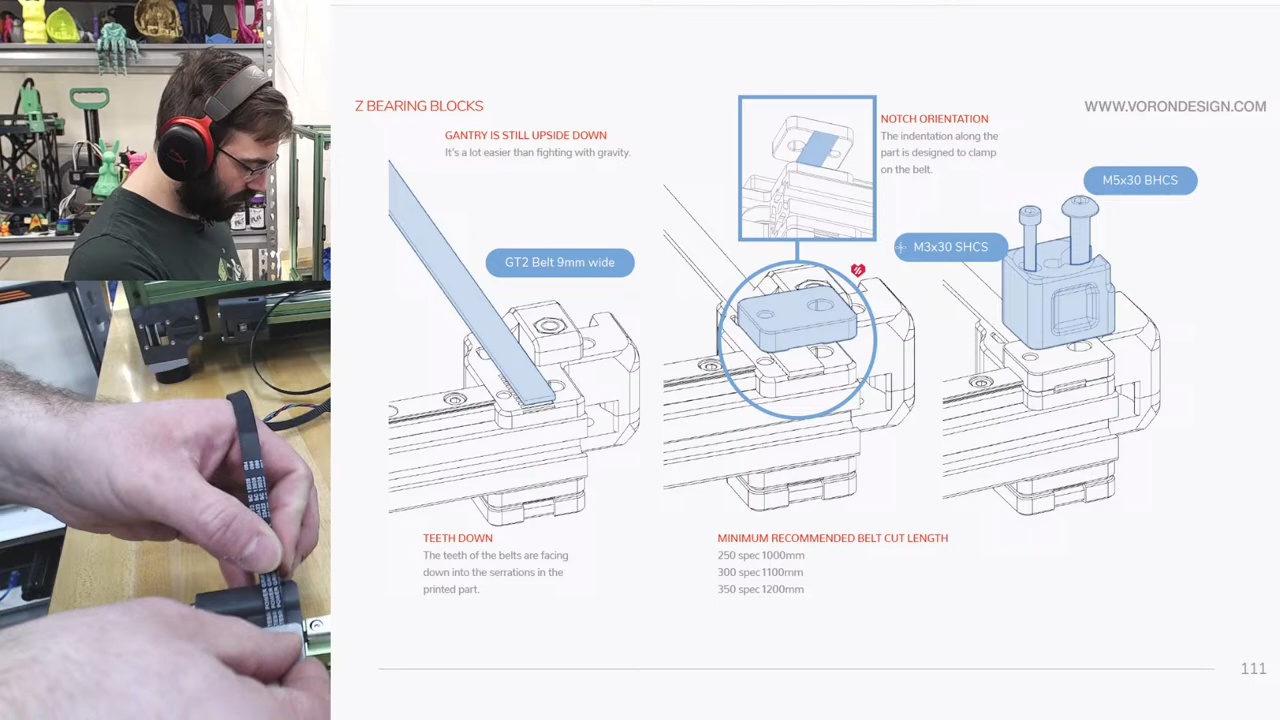 Z BEARING BLOCKS
WWW.VORONDESIGN.COM
GANTRY IS STILL UPSIDE DOWN
It's a lot easier than fighting with gravity.
NOTCH ORIENTATION
The indentation along the
part is designed to clamp
on the belt.
M5x30 BHCS
M3x30 SHCS
GT2 Belt 9mm wide
TEETH DOWN
The teeth of the belts are facing
down into the serrations in the
printed part.
MINIMUM RECOMMENDED BELT CUT LENGTH
250 spec 1000mm
300 spec 1100mm
350 spec 1200mm
111